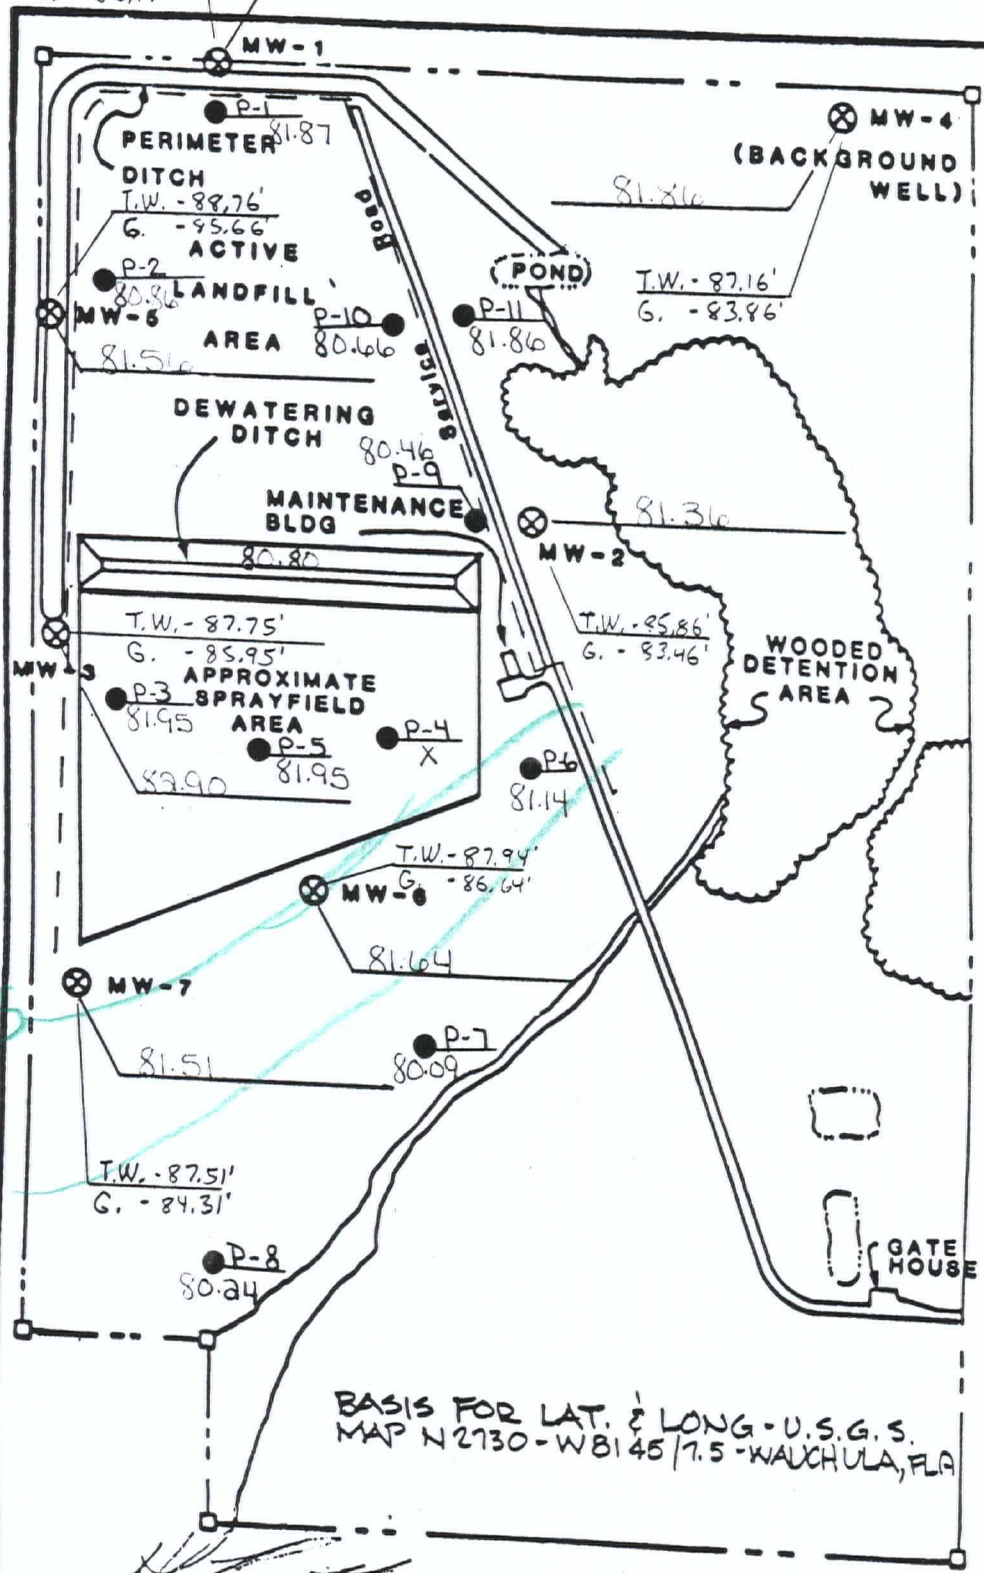 MW-1
P-1
81.87
MW-4
(BACKGROUND
WELL)
81.86
T.W. - 87.16'
G. - 83.86'
PERIMETER
DITCH
T.W. - 88.76'
G. - 85.66'
ACTIVE
LANDFILL
AREA
P-2
80.86
MW-5
81.56
Road
Service
POND
P-10
80.66
P-11
81.86
DEWATERING
DITCH
80.46
P-9
MAINTENANCE
BLDG
81.36
MW-2
80.80
T.W. - 85.86'
G. - 83.46'
T.W. - 87.75'
G. - 85.95'
MW-3
APPROXIMATE
SPRAYFIELD
AREA
P-3
81.95
P-4
X
P-5
81.95
WOODED
DETENTION
AREA
P-6
81.14
T.W. - 87.94'
G. - 86.64'
MW-6
81.64
MW-7
81.51
P-7
80.09
T.W. - 87.51'
G. - 84.31'
P-8
80.24
GATE
HOUSE
BASIS FOR LAT. & LONG - U.S.G.S.
MAP N2730-W8145/7.5 - WAUCHULA, FLA